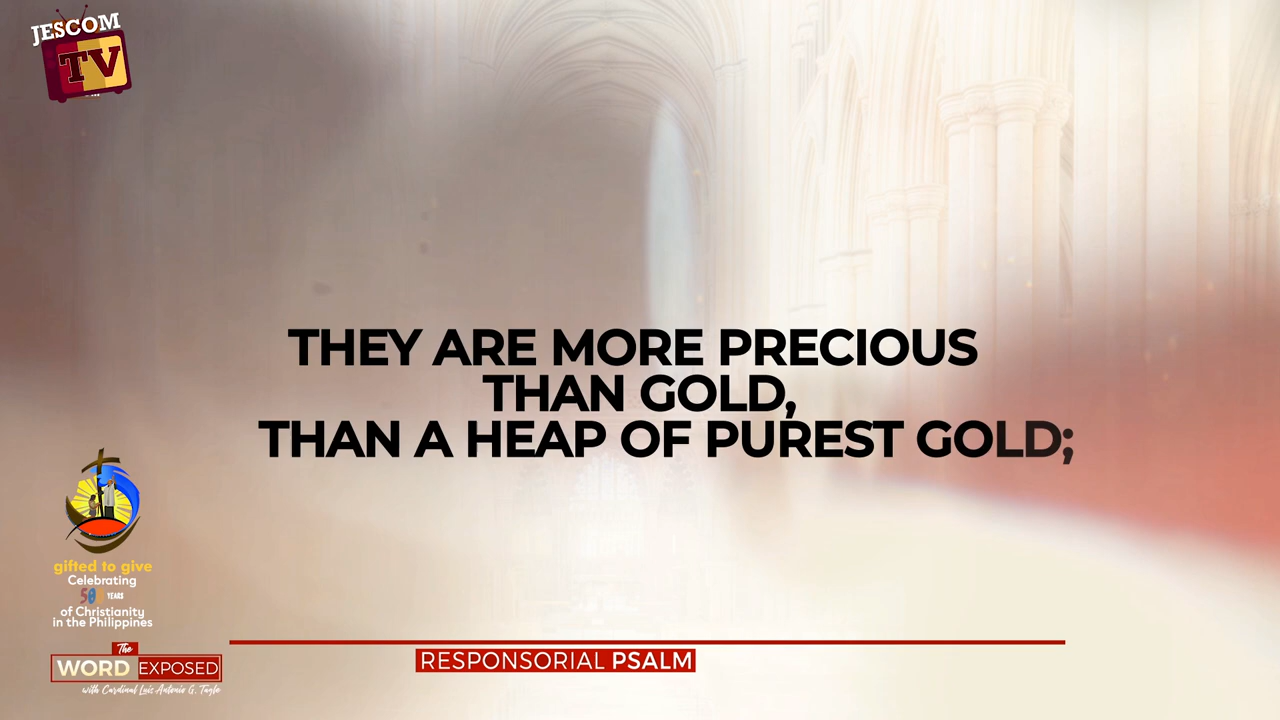 JESCOM
TV
THEY ARE MORE PRECIOUS
THAN GOLD,
THAN A HEAP OF PUREST GOLD;
gifted to give
Celebrating
500 YEARS
of Christianity
in the Philippines
The
WORD EXPOSED
with Cardinal Luis Antonio G. Tagle
RESPONSORIAL PSALM